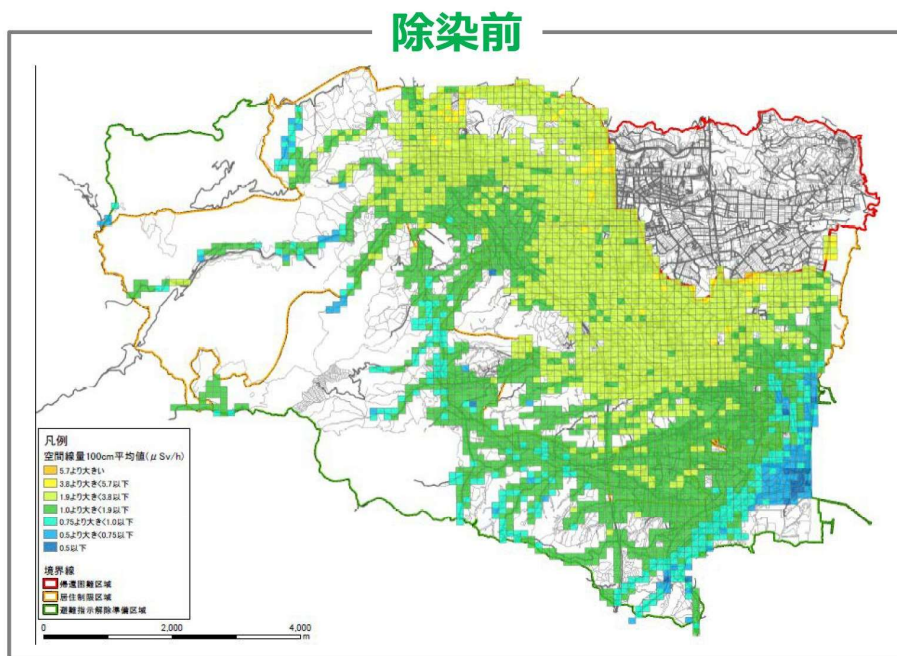 除染前
凡例
空間線量100cm平均値(μSv/h)
5.7より大きい
3.8より大きく5.7以下
1.9より大きく3.8以下
1.0より大きく1.9以下
0.75より大きく1.0以下
0.5より大きく0.75以下
0.5以下
境界線
帰還困難区域
居住制限区域
避難指示解除準備区域
0 2,000 4,000
m